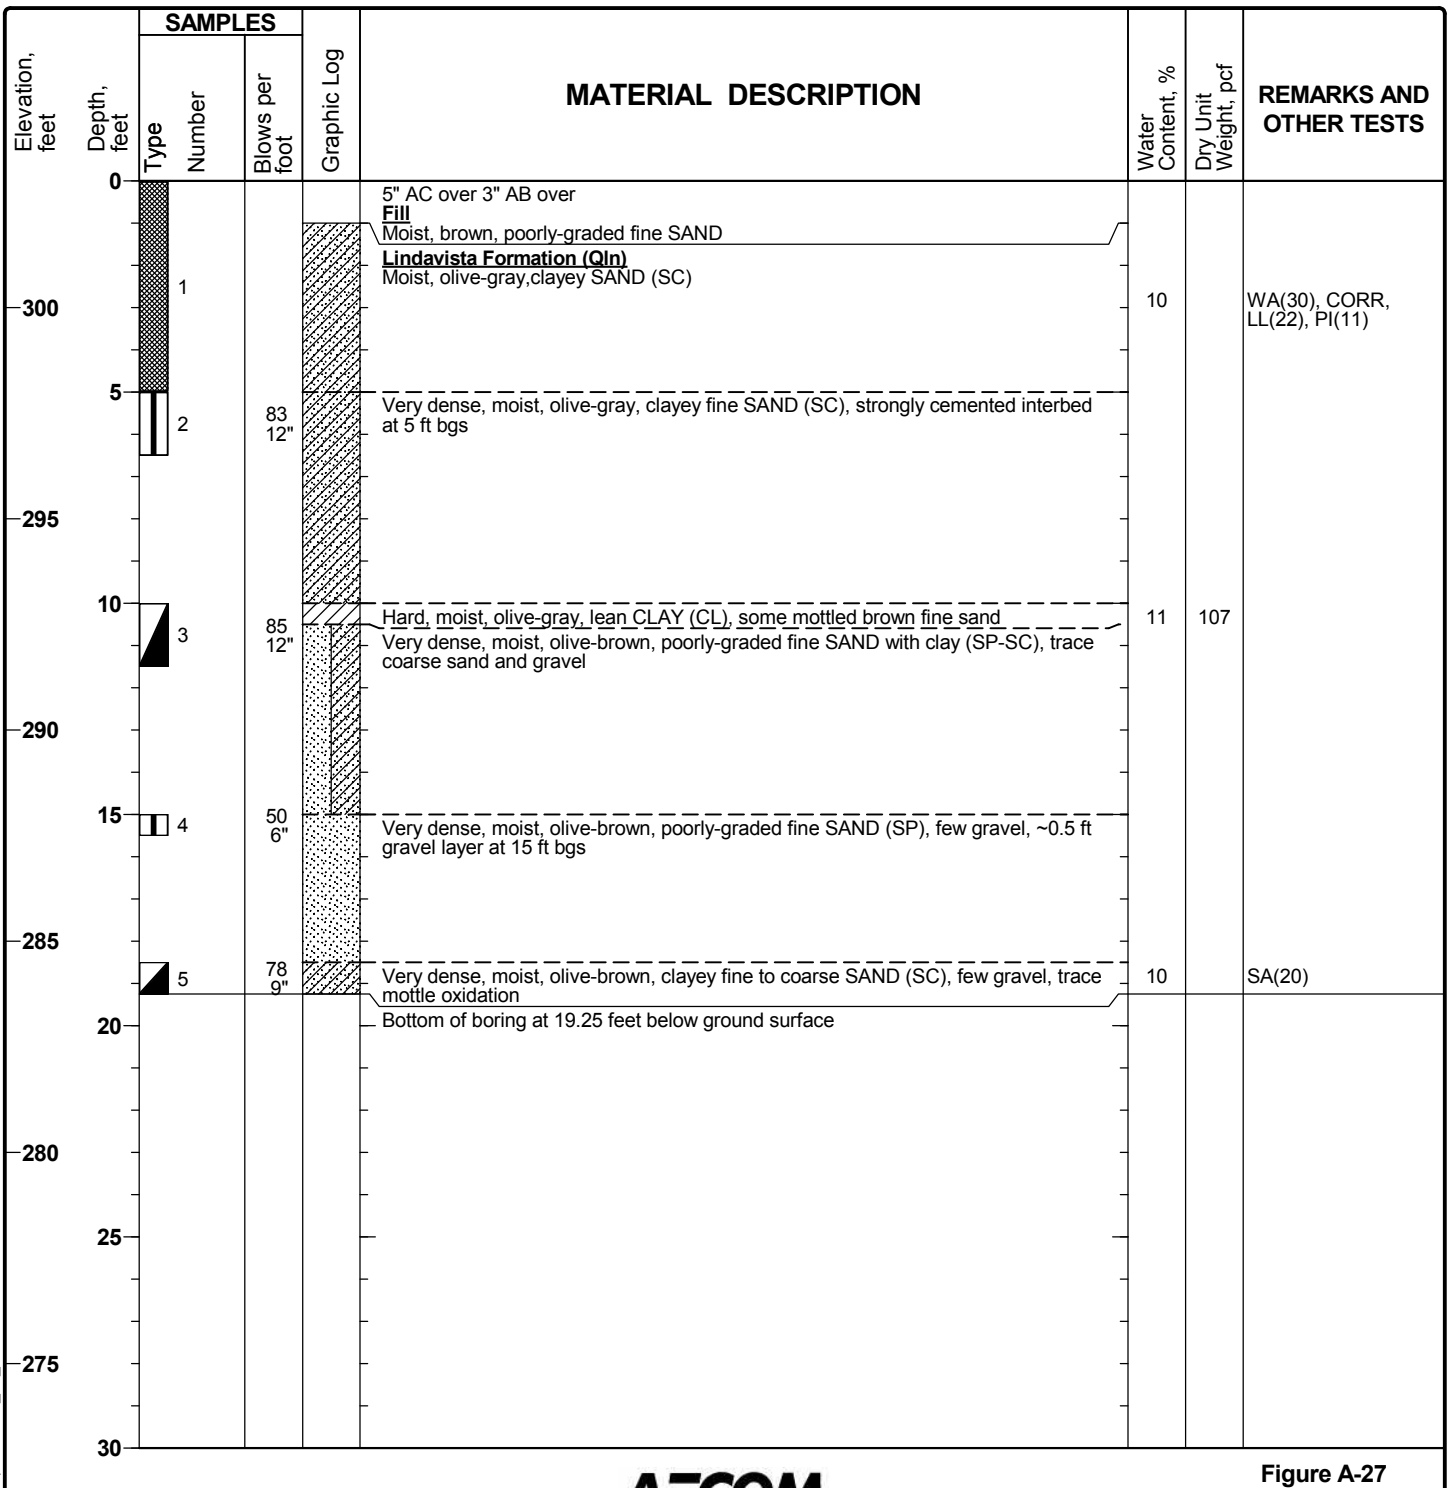 SAMPLES
Elevation,
feet
Depth,
feet
Type
Number
Blows per
foot
Graphic Log
MATERIAL DESCRIPTION
Water
Content, %
Dry Unit
Weight, pcf
REMARKS AND
OTHER TESTS
0
5" AC over 3" AB over
Fill
Moist, brown, poorly-graded fine SAND
Lindavista Formation (Qln)
Moist, olive-gray,clayey SAND (SC)
1
300
10
WA(30), CORR,
LL(22), PI(11)
5
2
83
12"
Very dense, moist, olive-gray, clayey fine SAND (SC), strongly cemented interbed
at 5 ft bgs
295
10
3
85
12"
Hard, moist, olive-gray, lean CLAY (CL), some mottled brown fine sand
11
107
Very dense, moist, olive-brown, poorly-graded fine SAND with clay (SP-SC), trace
coarse sand and gravel
290
15
4
50
6"
Very dense, moist, olive-brown, poorly-graded fine SAND (SP), few gravel, ~0.5 ft
gravel layer at 15 ft bgs
285
5
78
9"
Very dense, moist, olive-brown, clayey fine to coarse SAND (SC), few gravel, trace
mottle oxidation
10
SA(20)
20
Bottom of boring at 19.25 feet below ground surface
280
25
275
30
AECOM
Figure A-27